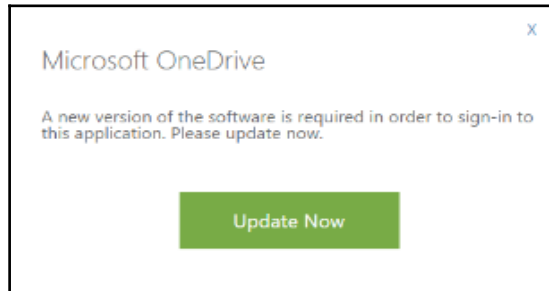 X
Microsoft OneDrive
A new version of the software is required in order to sign-in to
this application. Please update now.
Update Now